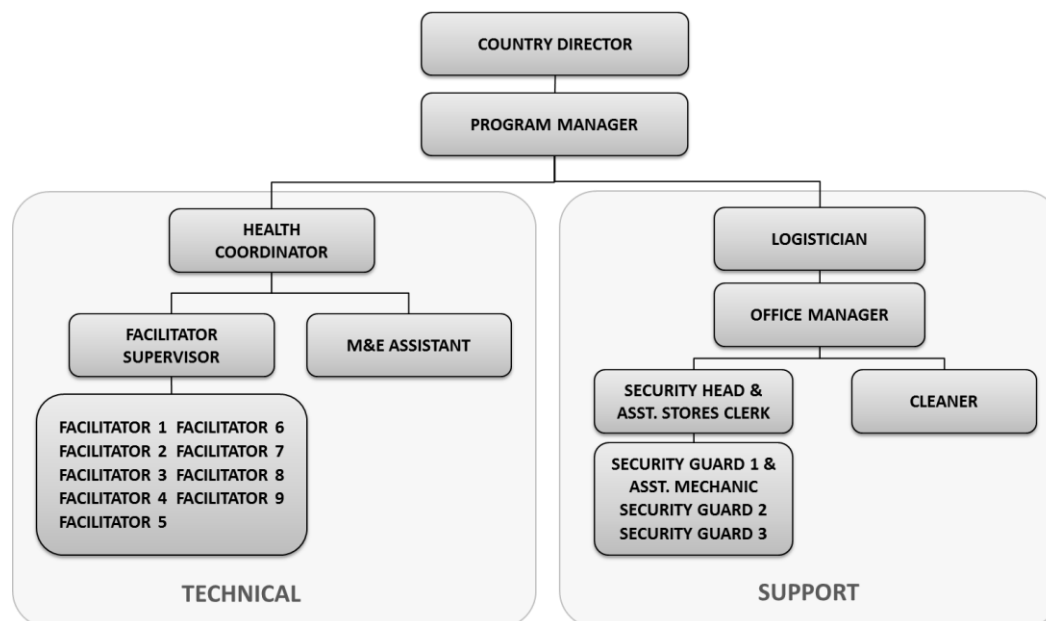 COUNTRY DIRECTOR
PROGRAM MANAGER
HEALTH
COORDINATOR
FACILITATOR
SUPERVISOR
M&E ASSISTANT
FACILITATOR 1 FACILITATOR 6
FACILITATOR 2 FACILITATOR 7
FACILITATOR 3 FACILITATOR 8
FACILITATOR 4 FACILITATOR 9
FACILITATOR 5
TECHNICAL
LOGISTICIAN
OFFICE MANAGER
SECURITY HEAD &
ASST. STORES CLERK
CLEANER
SECURITY GUARD 1 &
ASST. MECHANIC
SECURITY GUARD 2
SECURITY GUARD 3
SUPPORT